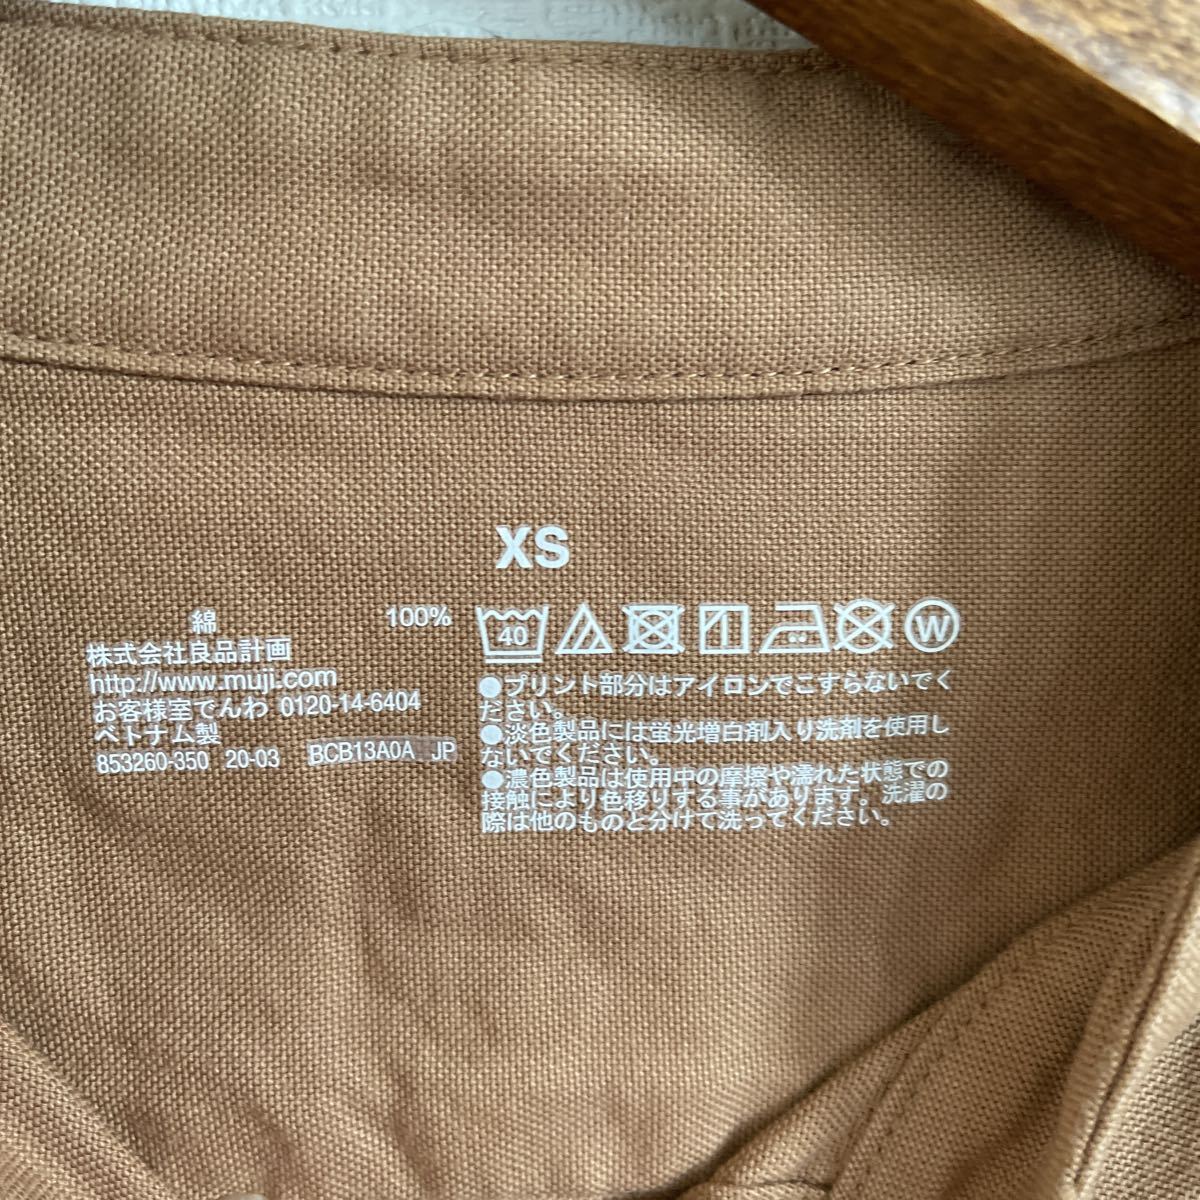 XS
綿 100%
株式会社良品計画
http://www.muji.com
お客様室でんわ 0120-14-6404
ベトナム製
853260-350 20-03 BCB13A0A JP
40
W
●プリント部分はアイロンでこすらないでく
ださい。
●淡色製品には蛍光増白剤入り洗剤を使用し
ないでください。
●濃色製品は使用中の摩擦や濡れた状態での
接触により色移りする事があります。洗濯の
際は他のものと分けて洗ってください。